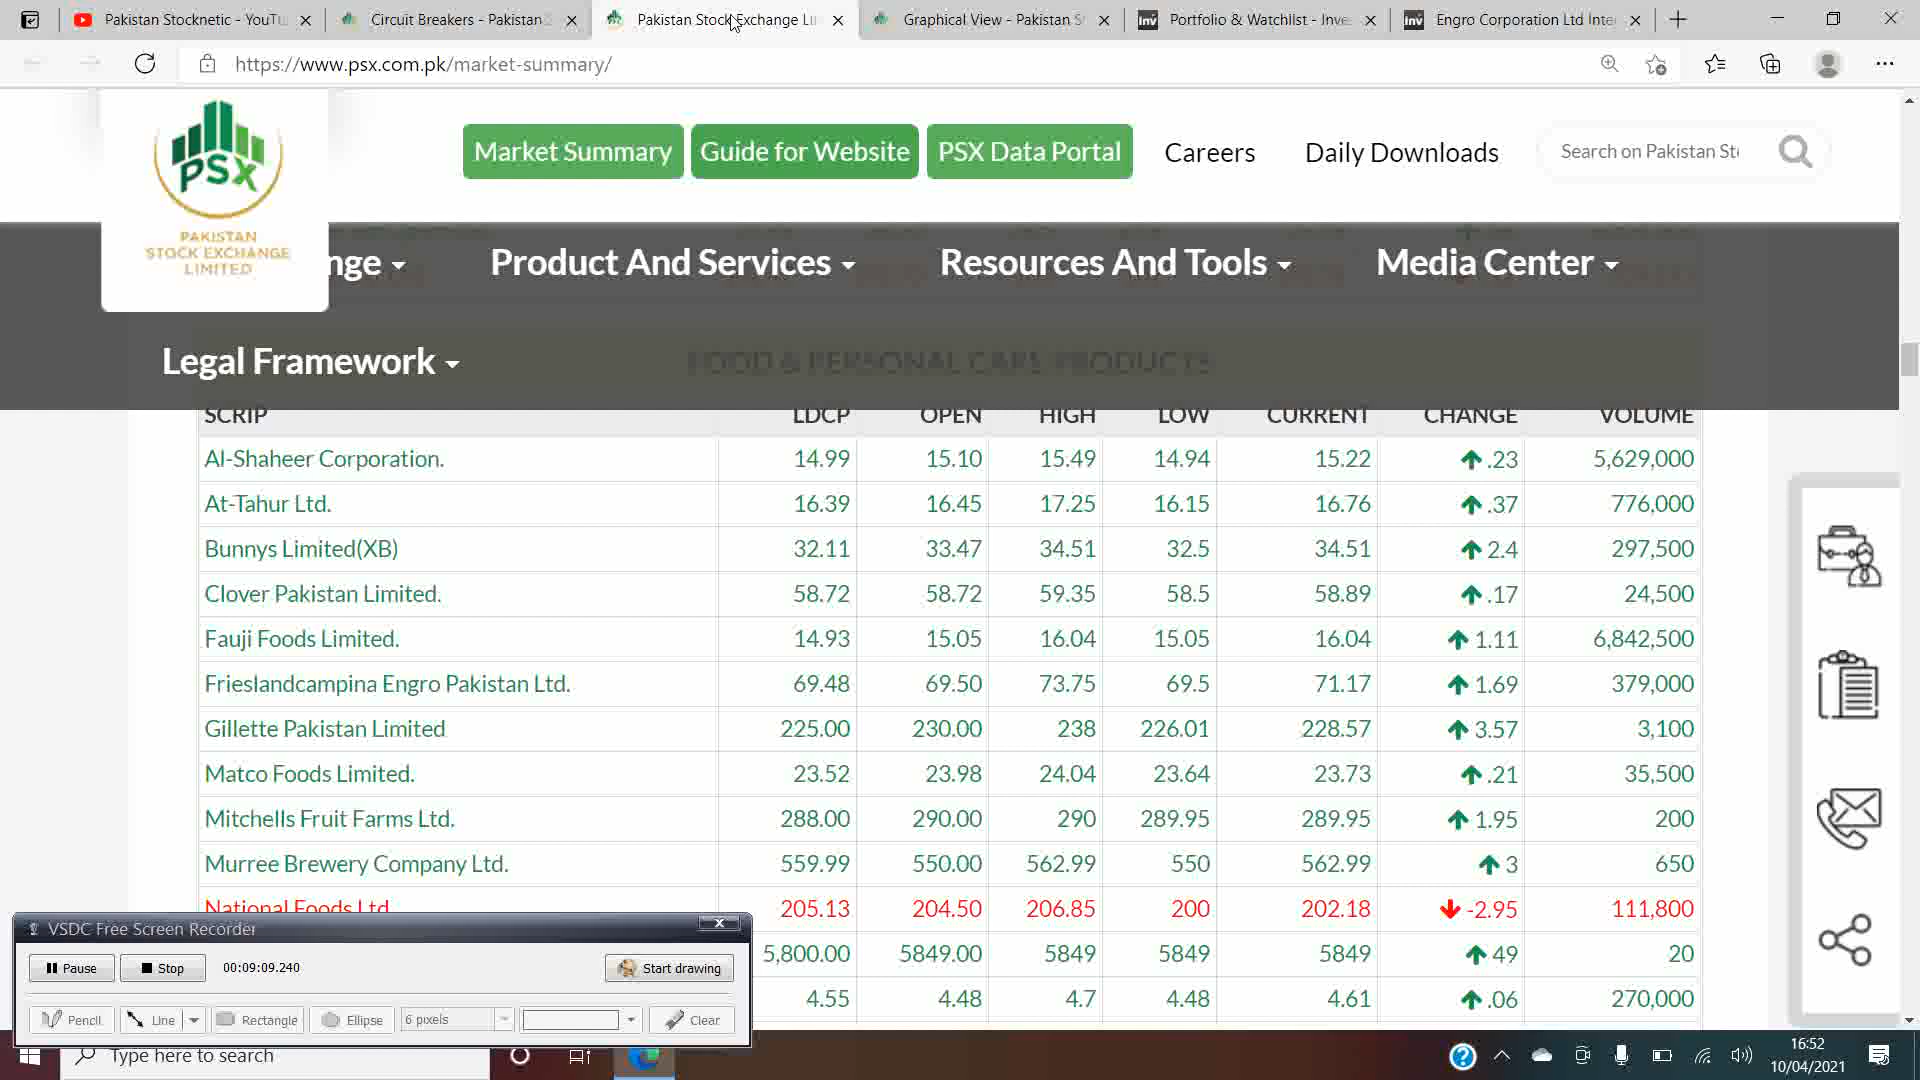 Pakistan Stocknetic - YouTu
Circuit Breakers - Pakistan S
Pakistan Stock Exchange Li
Graphical View - Pakistan St
Portfolio & Watchlist - Inves
Engro Corporation Ltd Inte
https://www.psx.com.pk/market-summary/
PSX
PAKISTAN
STOCK EXCHANGE
LIMITED
Market Summary
Guide for Website
PSX Data Portal
Careers
Daily Downloads
Search on Pakistan Sto
nge
Product And Services
Resources And Tools
Media Center
Legal Framework
FOOD & PERSONAL CARE PRODUCTS
SCRIP LDCP OPEN HIGH LOW CURRENT CHANGE VOLUME
Al-Shaheer Corporation. 14.99 15.10 15.49 14.94 15.22 .23 5,629,000
At-Tahur Ltd. 16.39 16.45 17.25 16.15 16.76 .37 776,000
Bunnys Limited(XB) 32.11 33.47 34.51 32.5 34.51 2.4 297,500
Clover Pakistan Limited. 58.72 58.72 59.35 58.5 58.89 .17 24,500
Fauji Foods Limited. 14.93 15.05 16.04 15.05 16.04 1.11 6,842,500
Frieslandcampina Engro Pakistan Ltd. 69.48 69.50 73.75 69.5 71.17 1.69 379,000
Gillette Pakistan Limited 225.00 230.00 238 226.01 228.57 3.57 3,100
Matco Foods Limited. 23.52 23.98 24.04 23.64 23.73 .21 35,500
Mitchells Fruit Farms Ltd. 288.00 290.00 290 289.95 289.95 1.95 200
Murree Brewery Company Ltd. 559.99 550.00 562.99 550 562.99 3 650
National Foods Ltd 205.13 204.50 206.85 200 202.18 -2.95 111,800
5,800.00 5849.00 5849 5849 5849 49 20
4.55 4.48 4.7 4.48 4.61 .06 270,000
VSDC Free Screen Recorder
Pause
Stop
00:09:09.240
Start drawing
Pencil
Line
Rectangle
Ellipse
6 pixels
Clear
Type here to search
16:52
10/04/2021